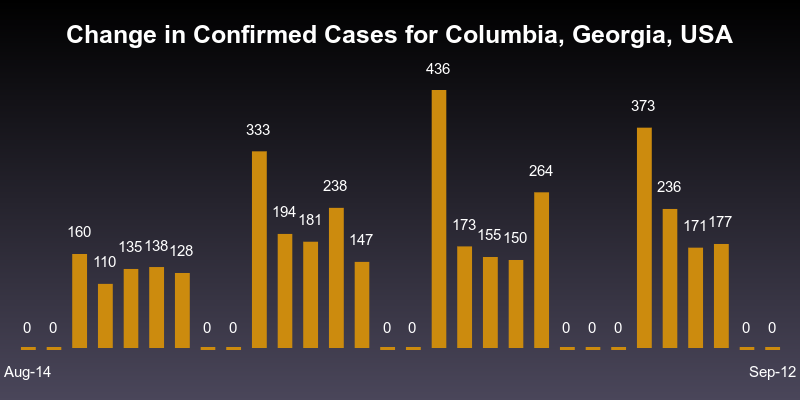 Change in Confirmed Cases for Columbia, Georgia, USA
0 0 160 110 135 138 128 0 0 333 194 181 238 147 0 0 436 173 155 150 264 0 0 0 373 236 171 177 0 0
Aug-14 Sep-12